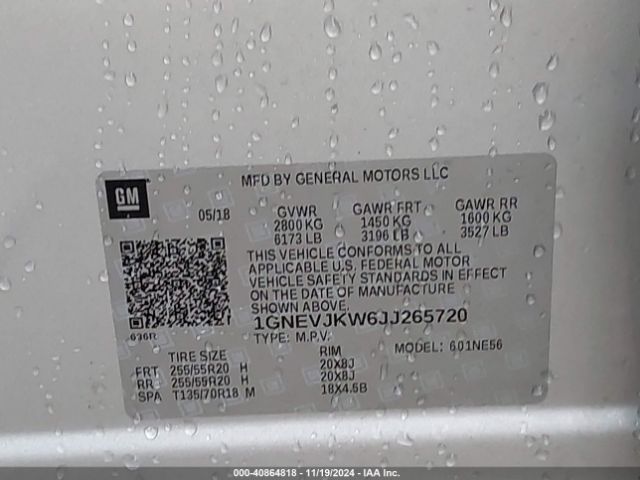 GM
MFD BY GENERAL MOTORS LLC
05/18 GVWR GAWR FRT GAWR RR
2800 KG 1450 KG 1600 KG
6173 LB 3196 LB 3527 LB
THIS VEHICLE CONFORMS TO ALL
APPLICABLE U.S. FEDERAL MOTOR
VEHICLE SAFETY STANDARDS IN EFFECT
ON THE DATE OF MANUFACTURE
SHOWN ABOVE.
1GNEVJKW6JJ265720
636R
TYPE: M.P.V. MODEL: 601NE56
TIRE SIZE RIM
FRT 255/55R20 H 20X8J
RR 255/55R20 H 20X8J
SPA T135/70R18 M 18X4.5B
000-40864818 - 11/19/2024 - IAA Inc.